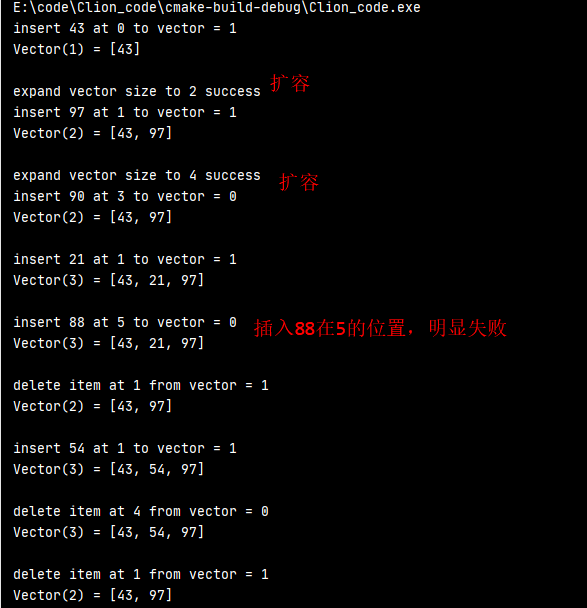 E:\code\Clion_code\cmake-build-debug\Clion_code.exe
insert 43 at 0 to vector = 1
Vector(1) = [43]
expand vector size to 2 success 扩容
insert 97 at 1 to vector = 1
Vector(2) = [43, 97]
expand vector size to 4 success 扩容
insert 90 at 3 to vector = 0
Vector(2) = [43, 97]
insert 21 at 1 to vector = 1
Vector(3) = [43, 21, 97]
insert 88 at 5 to vector = 0 插入88在5的位置，明显失败
Vector(3) = [43, 21, 97]
delete item at 1 from vector = 1
Vector(2) = [43, 97]
insert 54 at 1 to vector = 1
Vector(3) = [43, 54, 97]
delete item at 4 from vector = 0
Vector(3) = [43, 54, 97]
delete item at 1 from vector = 1
Vector(2) = [43, 97]